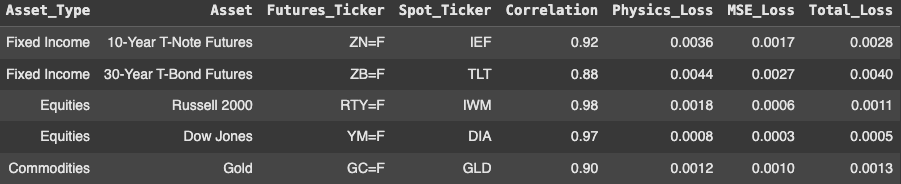 Asset_Type Asset Futures_Ticker Spot_Ticker Correlation Physics_Loss MSE_Loss Total_Loss
Fixed Income 10-Year T-Note Futures ZN=F IEF 0.92 0.0036 0.0017 0.0028
Fixed Income 30-Year T-Bond Futures ZB=F TLT 0.88 0.0044 0.0027 0.0040
Equities Russell 2000 RTY=F IWM 0.98 0.0018 0.0006 0.0011
Equities Dow Jones YM=F DIA 0.97 0.0008 0.0003 0.0005
Commodities Gold GC=F GLD 0.90 0.0012 0.0010 0.0013